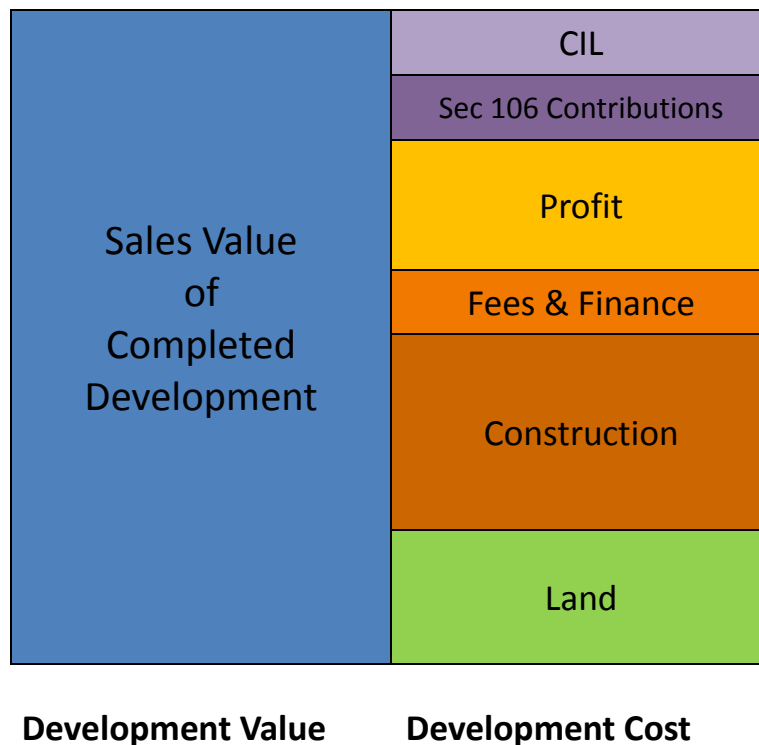 Sales Value
of
Completed
Development
CIL
Sec 106 Contributions
Profit
Fees & Finance
Construction
Land
Development Value
Development Cost